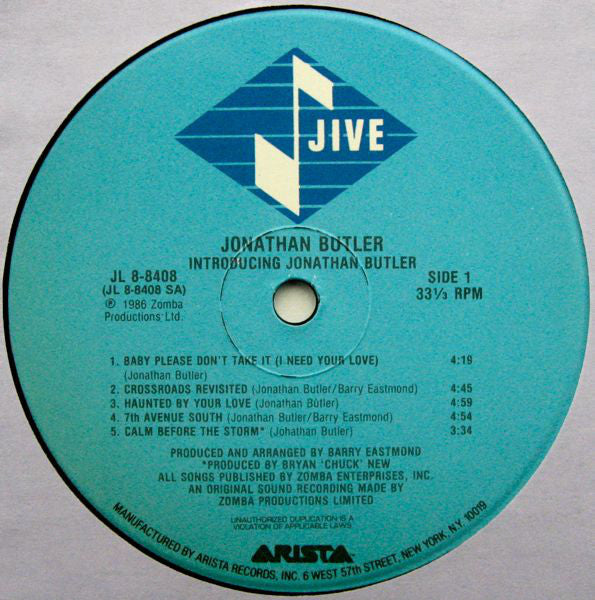 JIVE
JONATHAN BUTLER
INTRODUCING JONATHAN BUTLER
JL 8-8408
(JL 8-8408 SA)
℗ 1986 Zomba
Productions Ltd.
SIDE 1
33⅓ RPM
1. BABY PLEASE DON'T TAKE IT (I NEED YOUR LOVE) 4:19
(Jonathan Butler)
2. CROSSROADS REVISITED (Jonathan Butler/Barry Eastmond) 4:45
3. HAUNTED BY YOUR LOVE (Jonathan Butler) 4:59
4. 7th AVENUE SOUTH (Jonathan Butler/Barry Eastmond) 4:54
5. CALM BEFORE THE STORM* (Johathan Butler) 3:34
PRODUCED AND ARRANGED BY BARRY EASTMOND
*PRODUCED BY BRYAN 'CHUCK' NEW
ALL SONGS PUBLISHED BY ZOMBA ENTERPRISES, INC.
AN ORIGINAL SOUND RECORDING MADE BY
ZOMBA PRODUCTIONS LIMITED
UNAUTHORIZED DUPLICATION IS A
VIOLATION OF APPLICABLE LAWS
ARISTA
MANUFACTURED BY ARISTA RECORDS, INC. 6 WEST 57th STREET, NEW YORK, N.Y. 10019